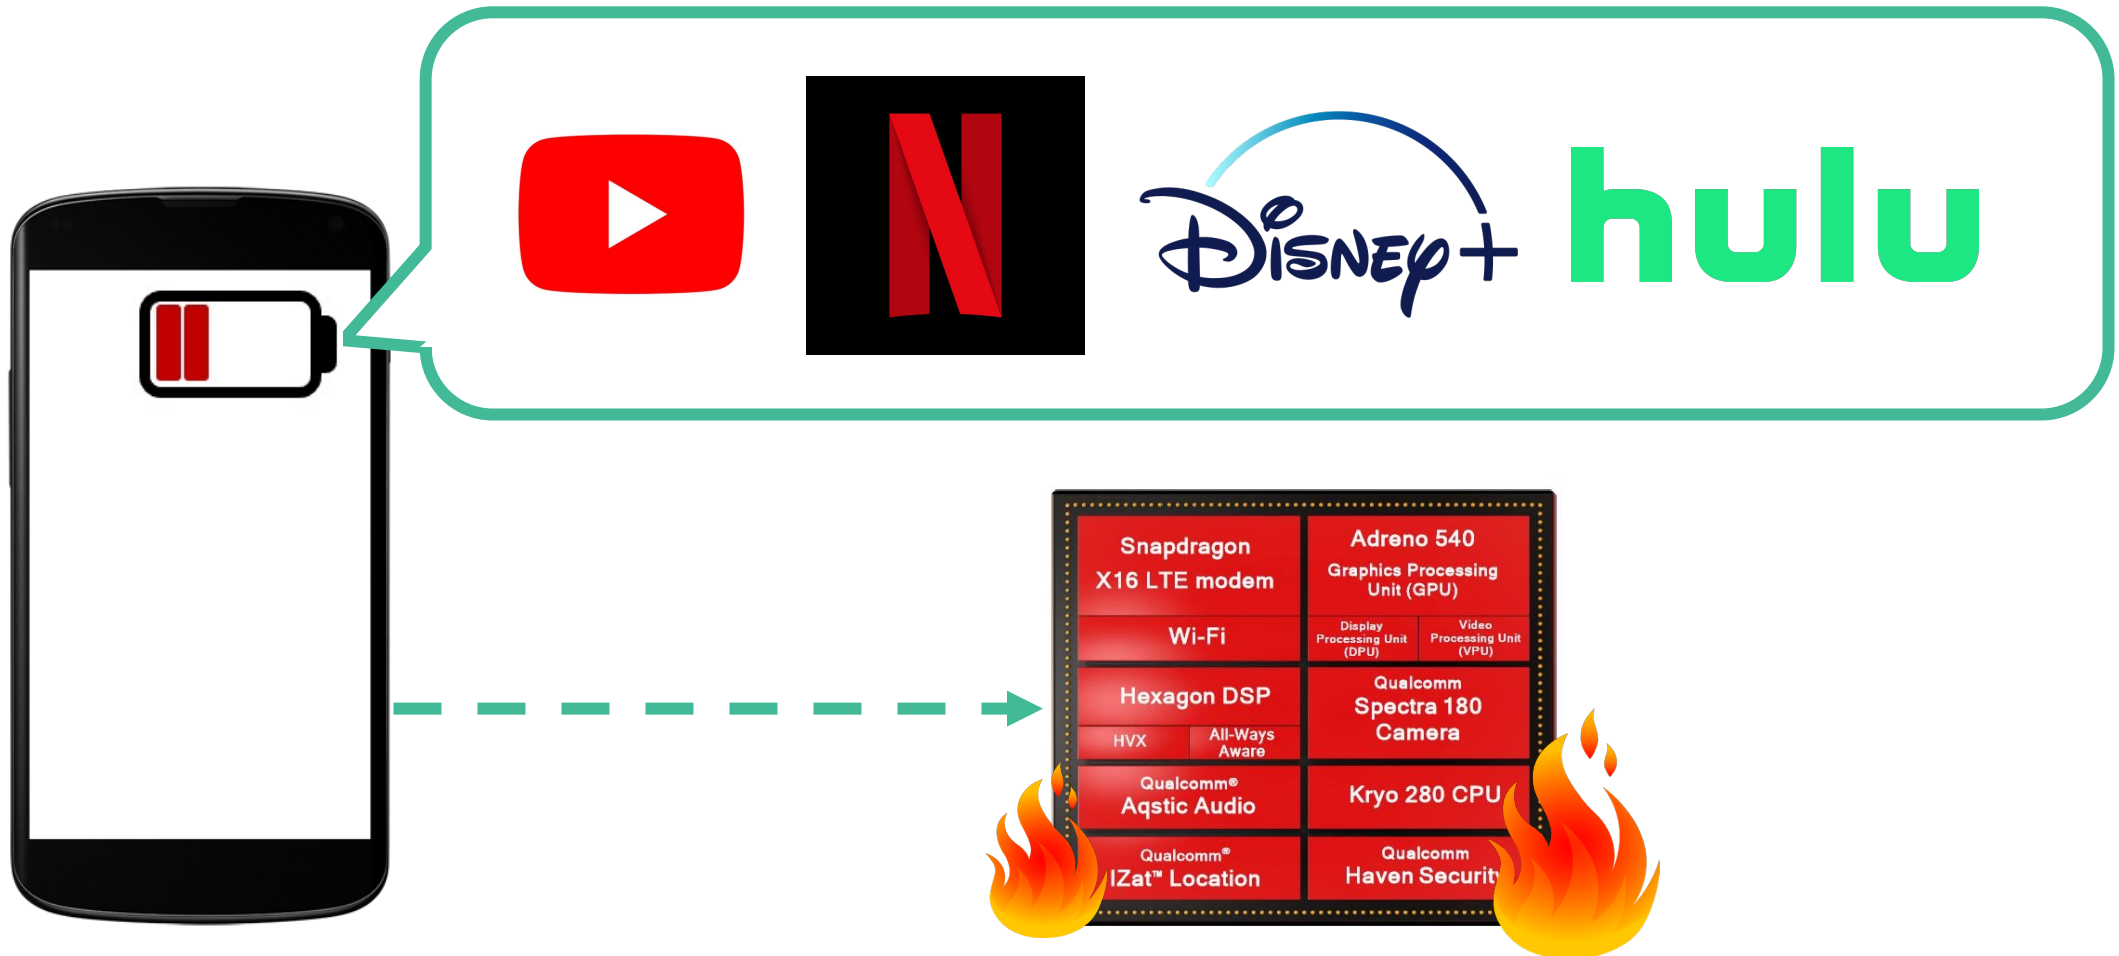 DISNEY+
hulu
Snapdragon
X16 LTE modem
Wi-Fi
Hexagon DSP
HVX
All-Ways
Aware
Qualcomm®
Aqstic Audio
Qualcomm®
IZat™ Location
Adreno 540
Graphics Processing
Unit (GPU)
Display
Processing Unit
(DPU)
Video
Processing Unit
(VPU)
Qualcomm
Spectra 180
Camera
Kryo 280 CPU
Qualcomm
Haven Security